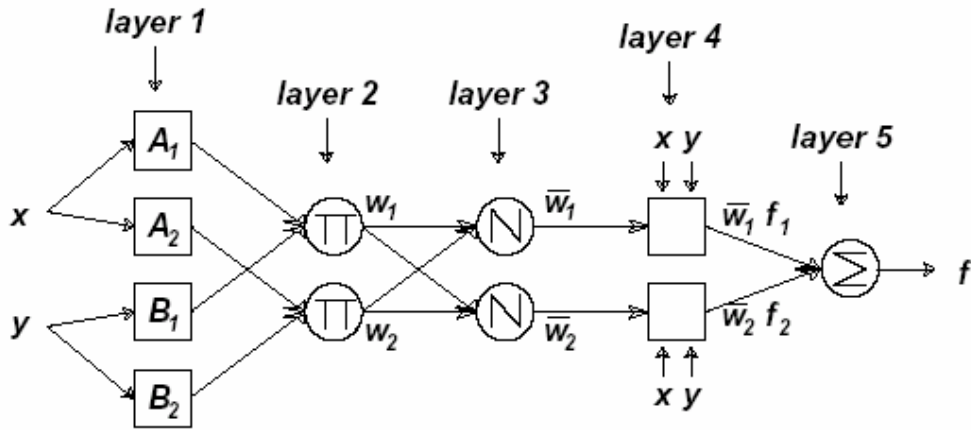 layer 1
layer 4
layer 2
layer 3
x y
layer 5
A₁
x
A₂
Π
w₁
N
w̅₁
w̅₁ f₁
Σ
f
y
B₁
Π
w₂
N
w̅₂
w̅₂ f₂
B₂
x y